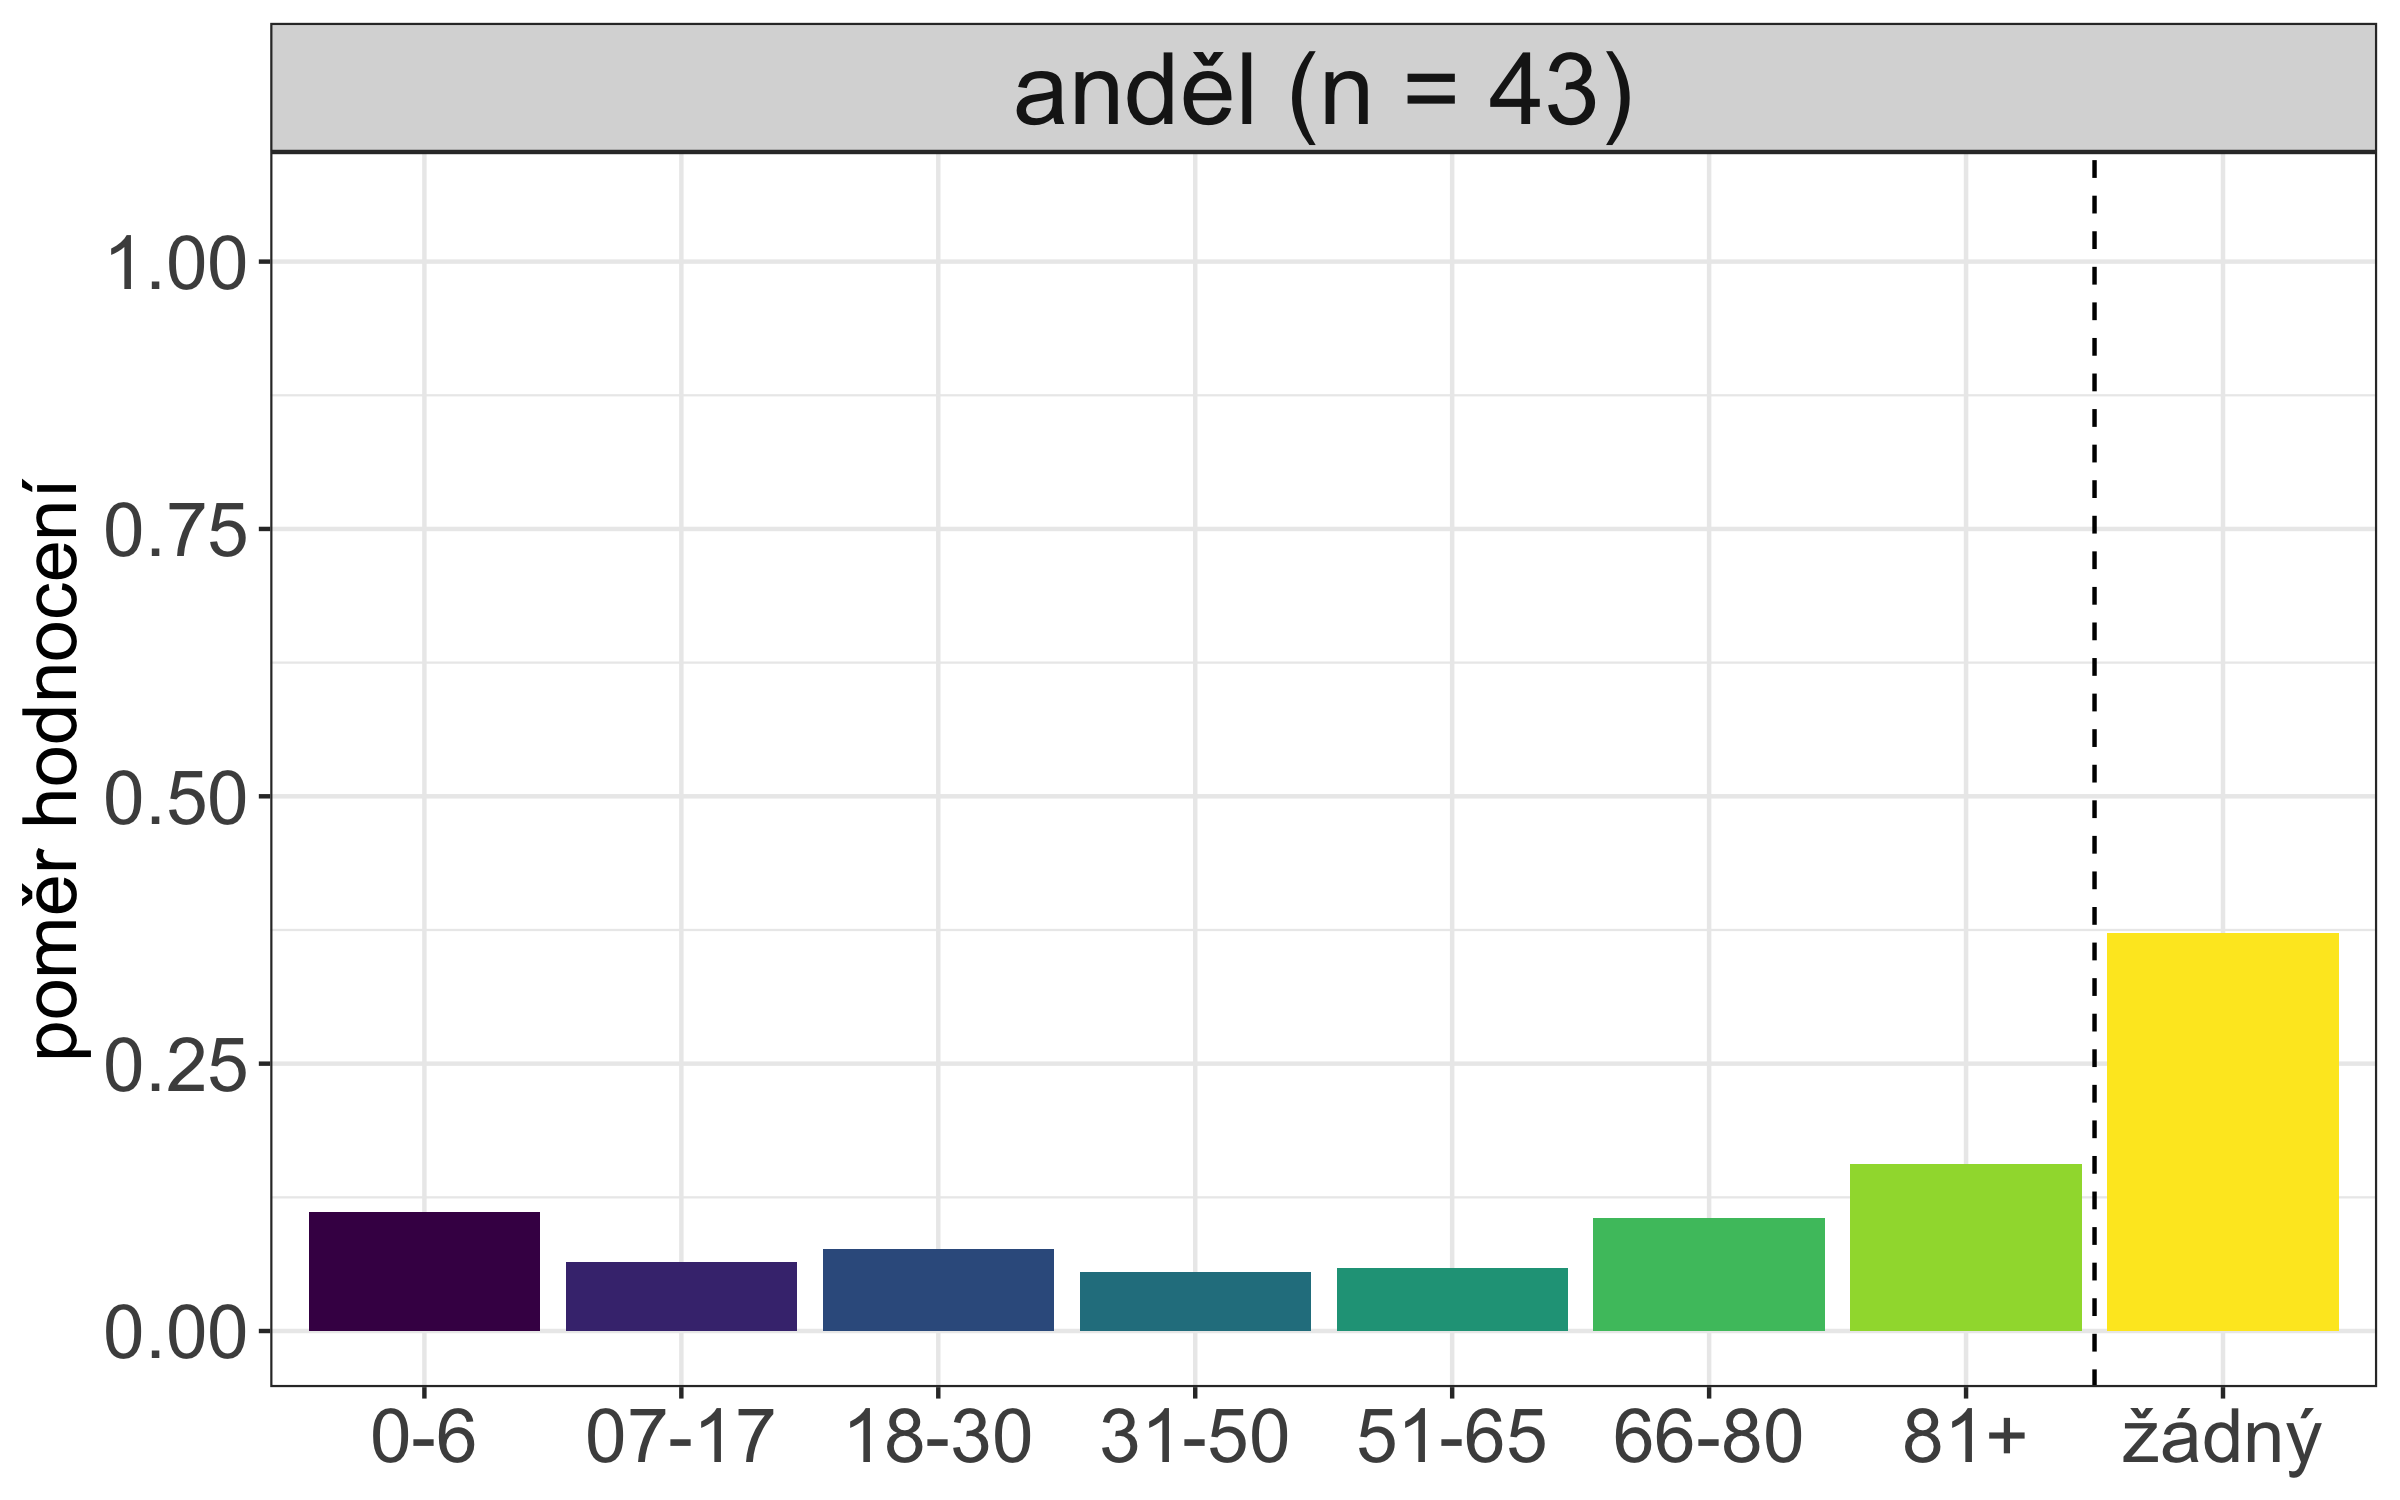 anděl (n = 43)
poměr hodnocení
1.00
0.75
0.50
0.25
0.00
0-6 07-17 18-30 31-50 51-65 66-80 81+ žádný